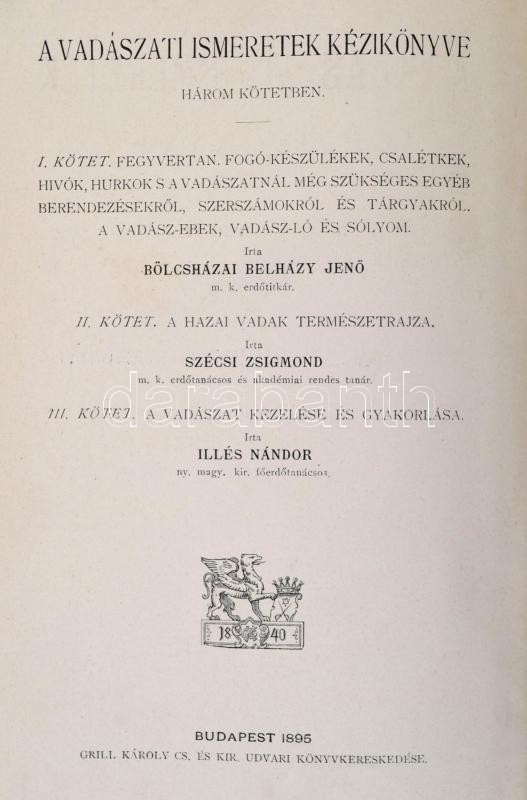 A VADÁSZATI ISMERETEK KÉZIKÖNYVE
HÁROM KÖTETBEN.
I. KÖTET. FEGYVERTAN. FOGÓ-KÉSZÜLÉKEK, CSALÉTKEK,
HIVÓK, HURKOK S A VADÁSZATNÁL MÉG SZÜKSÉGES EGYÉB
BERENDEZÉSEKRŐL, SZERSZÁMOKRÓL ÉS TÁRGYAKRÓL.
A VADÁSZ-EBEK, VADÁSZ-LÓ ÉS SÓLYOM.
Irta
BÖLCSHÁZAI BELHÁZY JENŐ
m. k. erdőtitkár.
II. KÖTET. A HAZAI VADAK TERMÉSZETRAJZA.
Irta
SZÉCSI ZSIGMOND
m. k. erdőtanácsos és akadémiai rendes tanár.
darabanth
III. KÖTET. A VADÁSZAT KEZELÉSE ÉS GYAKORLÁSA.
Irta
ILLÉS NÁNDOR
ny. magy. kir. főerdőtanácsos.
18 40
BUDAPEST 1895
GRILL KÁROLY CS. ÉS KIR. UDVARI KÖNYVKERESKEDÉSE.